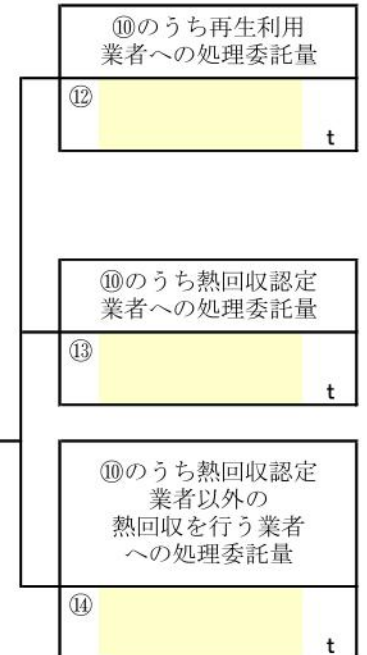 ⑩のうち再生利用
業者への処理委託量
⑫
t
⑩のうち熱回収認定
業者への処理委託量
⑬
t
⑩のうち熱回収認定
業者以外の
熱回収を行う業者
への処理委託量
⑭
t